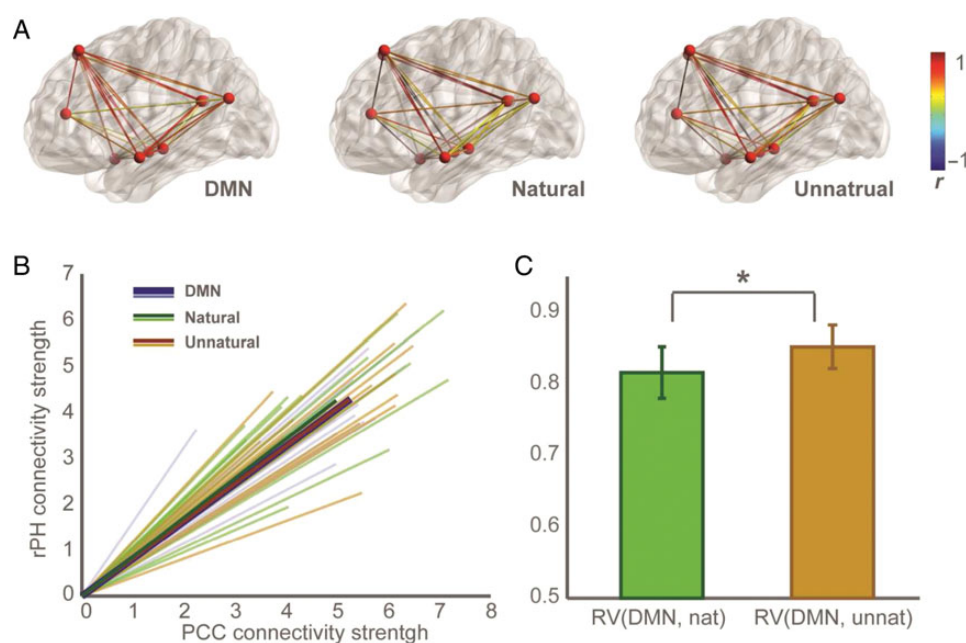 A
DMN
Natural
Unnatrual
1
−1
r
B
7
6
5
4
3
2
1
0
rPH connectivity strength
DMN
Natural
Unnatural
0 1 2 3 4 5 6 7 8
PCC connectivity strentgh
C
*
0.9
0.8
0.7
0.6
0.5
RV(DMN, nat) RV(DMN, unnat)